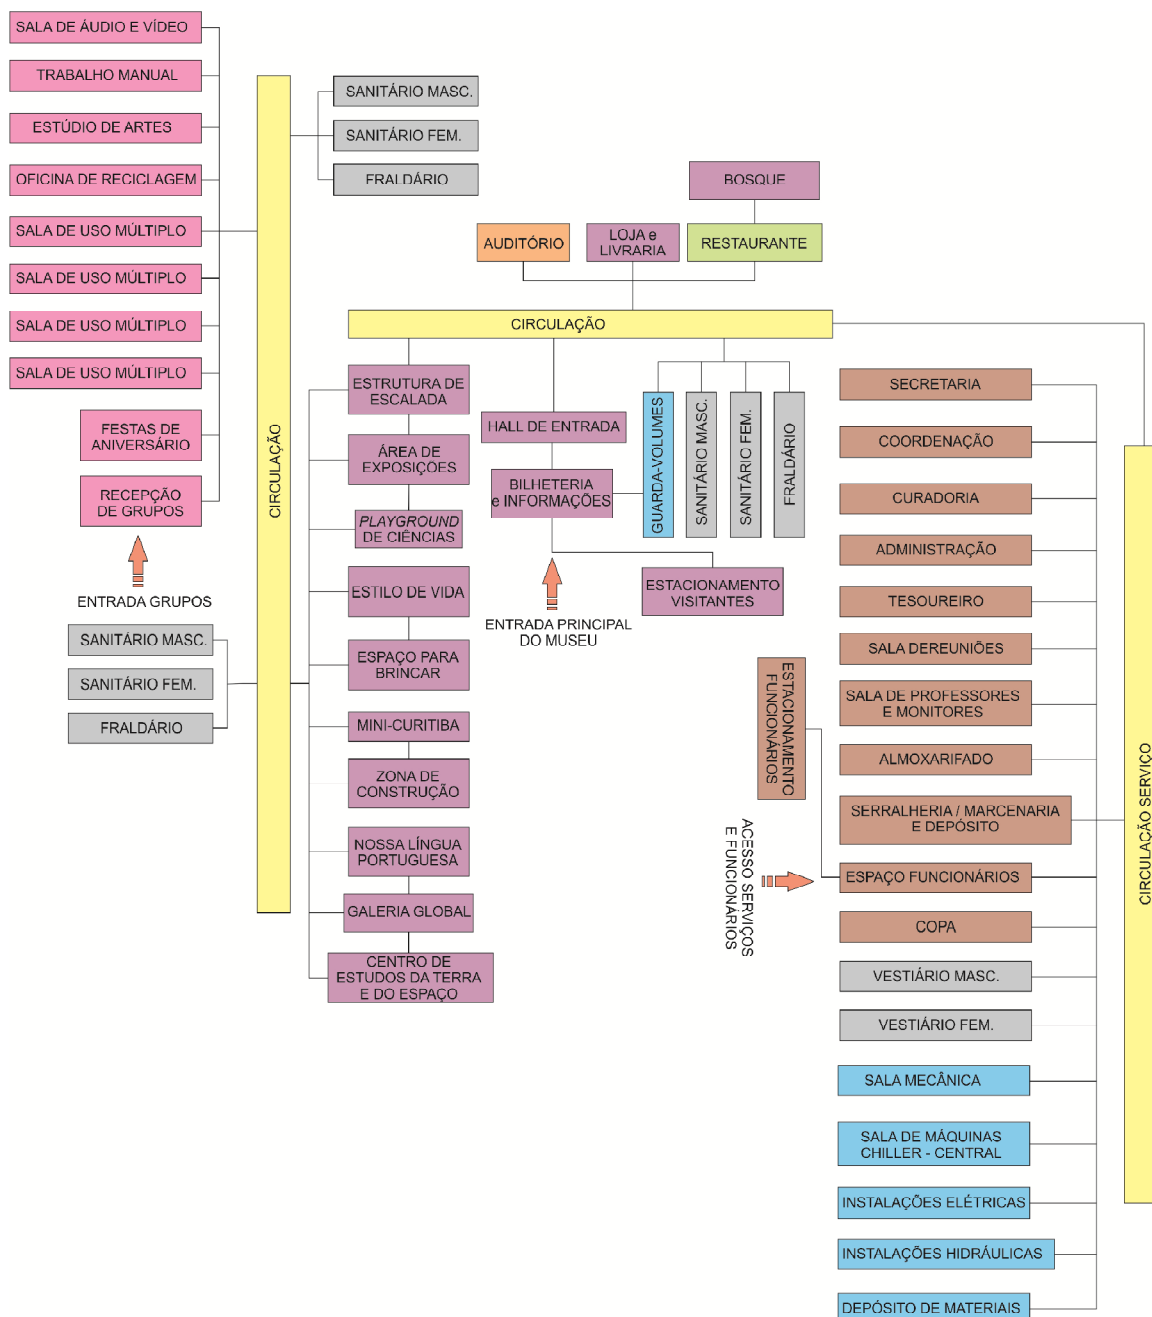 SALA DE ÁUDIO E VÍDEO
TRABALHO MANUAL
ESTÚDIO DE ARTES
OFICINA DE RECICLAGEM
SALA DE USO MÚLTIPLO
SALA DE USO MÚLTIPLO
SALA DE USO MÚLTIPLO
SALA DE USO MÚLTIPLO
FESTAS DE
ANIVERSÁRIO
RECEPÇÃO
DE GRUPOS
ENTRADA GRUPOS
SANITÁRIO MASC.
SANITÁRIO FEM.
FRALDÁRIO
CIRCULAÇÃO
SANITÁRIO MASC.
SANITÁRIO FEM.
FRALDÁRIO
BOSQUE
AUDITÓRIO
LOJA e
LIVRARIA
RESTAURANTE
CIRCULAÇÃO
ESTRUTURA DE
ESCALADA
ÁREA DE
EXPOSIÇÕES
PLAYGROUND
DE CIÊNCIAS
ESTILO DE VIDA
ESPAÇO PARA
BRINCAR
MINI-CURITIBA
ZONA DE
CONSTRUÇÃO
NOSSA LÍNGUA
PORTUGUESA
GALERIA GLOBAL
CENTRO DE
ESTUDOS DA TERRA
E DO ESPAÇO
HALL DE ENTRADA
BILHETERIA
e INFORMAÇÕES
GUARDA-VOLUMES
SANITÁRIO MASC.
SANITÁRIO FEM.
FRALDÁRIO
ESTACIONAMENTO
VISITANTES
ENTRADA PRINCIPAL
DO MUSEU
ESTACIONAMENTO
FUNCIONÁRIOS
ACESSO SERVIÇOS
E FUNCIONÁRIOS
SECRETARIA
COORDENAÇÃO
CURADORIA
ADMINISTRAÇÃO
TESOUREIRO
SALA DEREUNIÕES
SALA DE PROFESSORES
E MONITORES
ALMOXARIFADO
SERRALHERIA / MARCENARIA
E DEPÓSITO
ESPAÇO FUNCIONÁRIOS
COPA
VESTIÁRIO MASC.
VESTIÁRIO FEM.
SALA MECÂNICA
SALA DE MÁQUINAS
CHILLER - CENTRAL
INSTALAÇÕES ELÉTRICAS
INSTALAÇÕES HIDRÁULICAS
DEPÓSITO DE MATERIAIS
CIRCULAÇÃO SERVIÇO